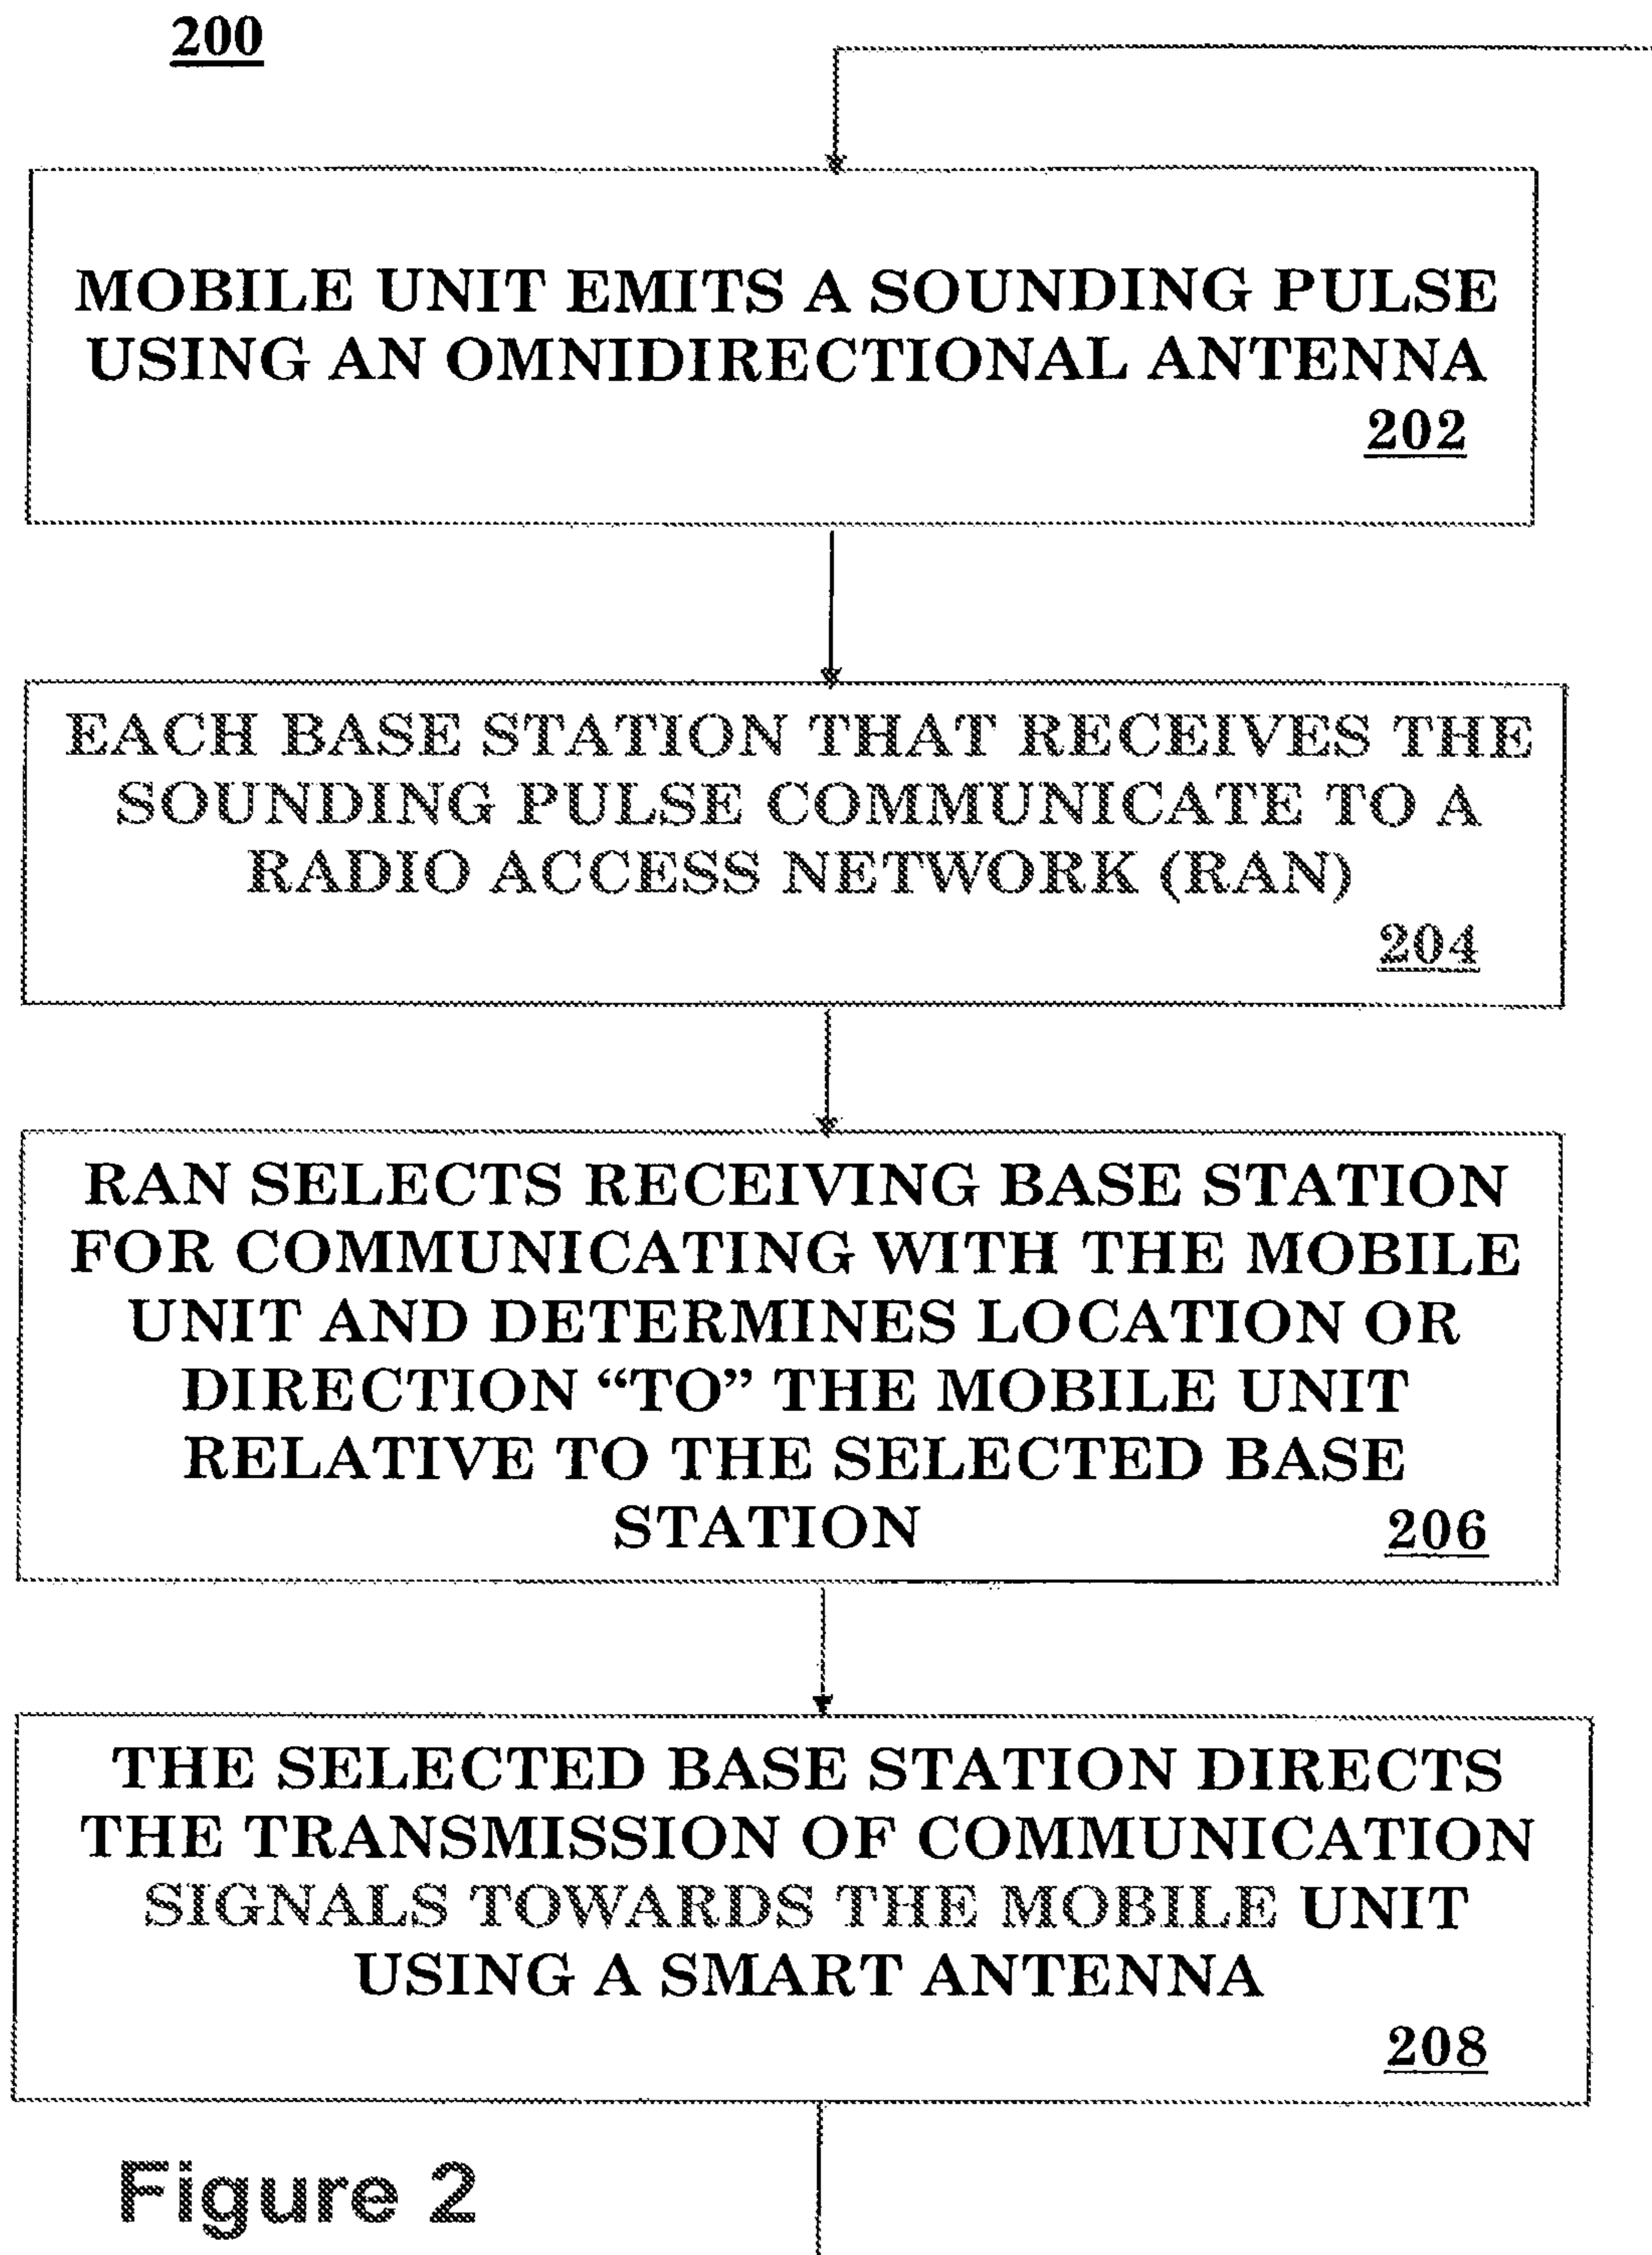 200
MOBILE UNIT EMITS A SOUNDING PULSE
USING AN OMNIDIRECTIONAL ANTENNA
202
EACH BASE STATION THAT RECEIVES THE
SOUNDING PULSE COMMUNICATE TO A
RADIO ACCESS NETWORK (RAN)
204
RAN SELECTS RECEIVING BASE STATION
FOR COMMUNICATING WITH THE MOBILE
UNIT AND DETERMINES LOCATION OR
DIRECTION “TO” THE MOBILE UNIT
RELATIVE TO THE SELECTED BASE
STATION 206
THE SELECTED BASE STATION DIRECTS
THE TRANSMISSION OF COMMUNICATION
SIGNALS TOWARDS THE MOBILE UNIT
USING A SMART ANTENNA
208
Figure 2